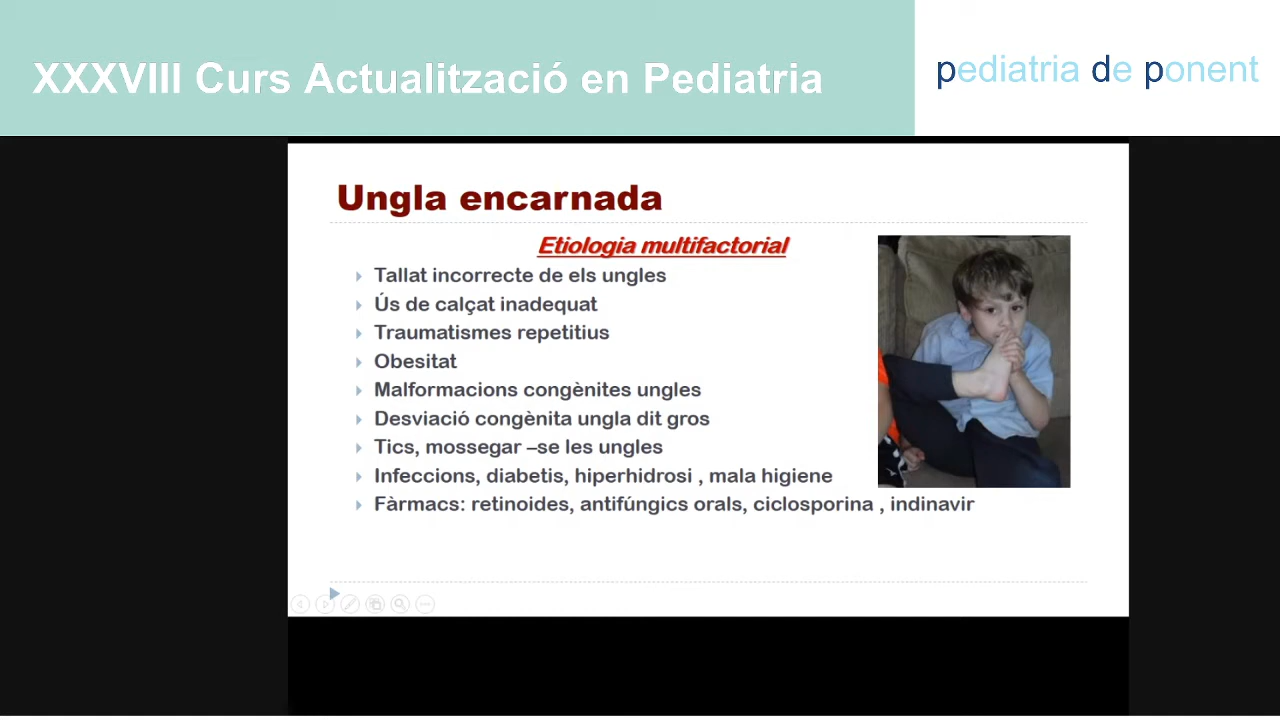 XXXVIII Curs Actualització en Pediatria
pediatria de ponent
Ungla encarnada
Etiologia multifactorial
Tallat incorrecte de els ungles
Ús de calçat inadequat
Traumatismes repetitius
Obesitat
Malformacions congènites ungles
Desviació congènita ungla dit gros
Tics, mossegar –se les ungles
Infeccions, diabetis, hiperhidrosi , mala higiene
Fàrmacs: retinoides, antifúngics orals, ciclosporina , indinavir